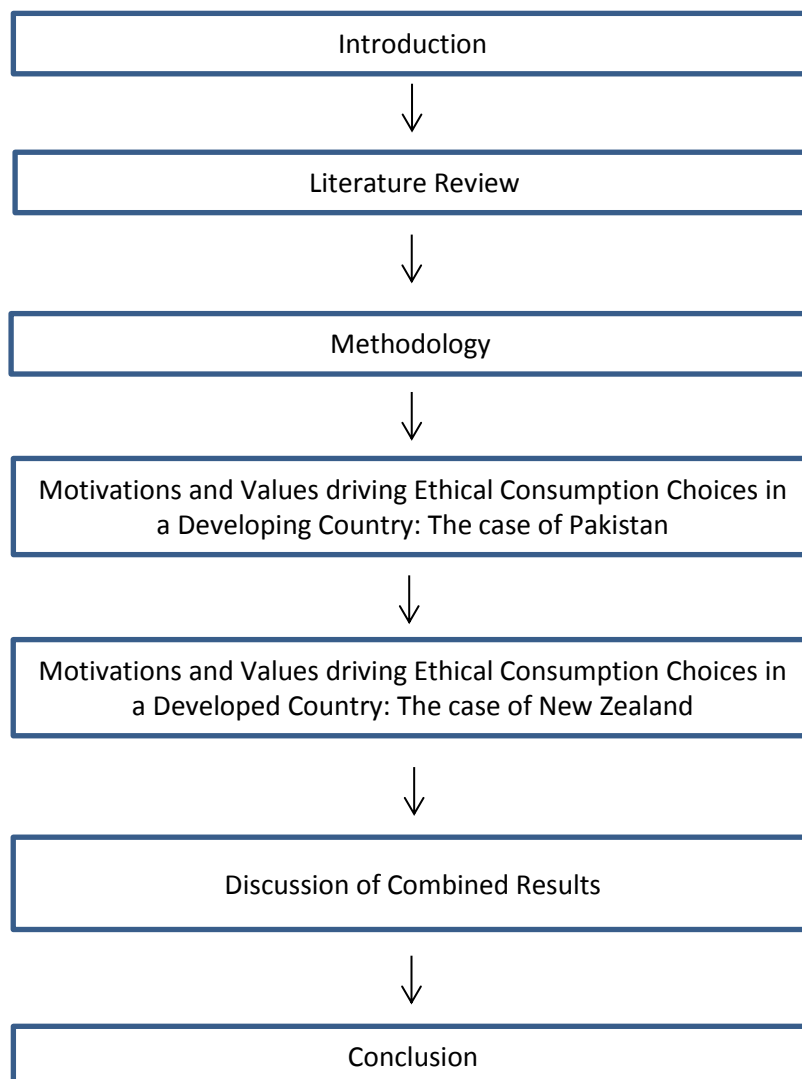 Introduction
Literature Review
Methodology
Motivations and Values driving Ethical Consumption Choices in
a Developing Country: The case of Pakistan
Motivations and Values driving Ethical Consumption Choices in
a Developed Country: The case of New Zealand
Discussion of Combined Results
Conclusion